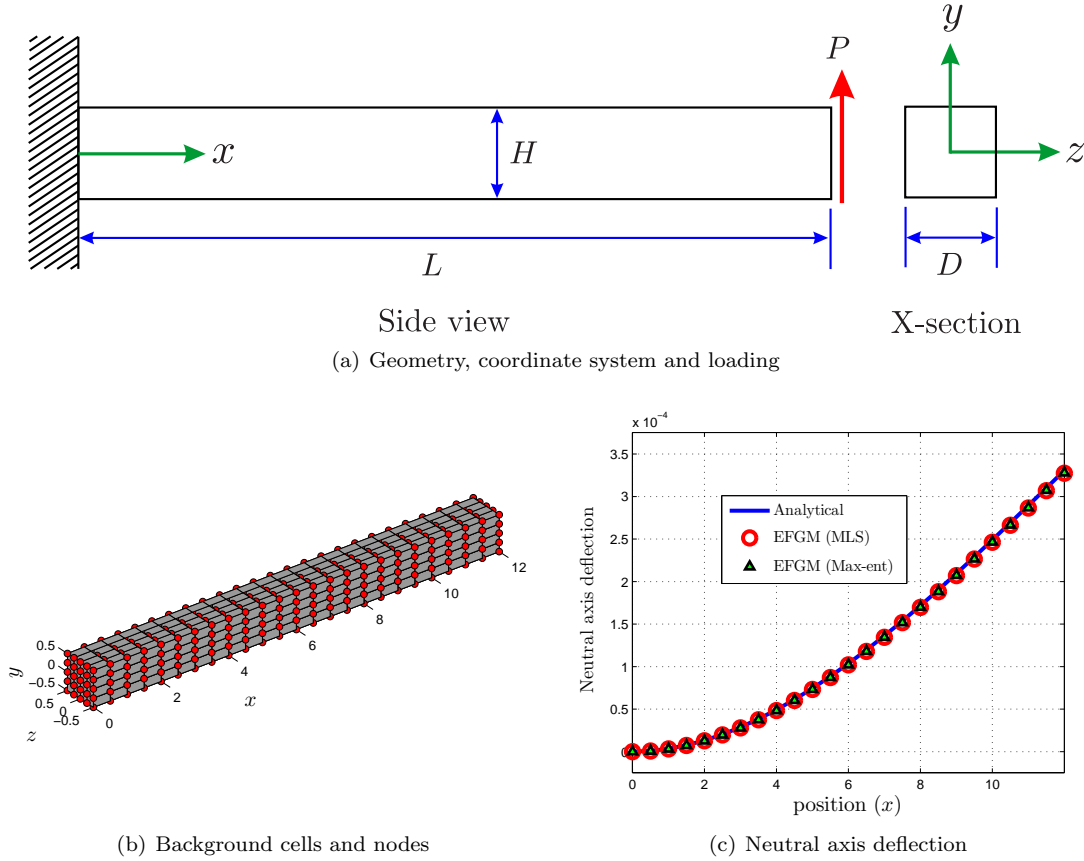 y
P
x
H
z
L
D
Side view
X-section
(a) Geometry, coordinate system and loading
x 10⁻⁴
3.5
3
2.5
2
1.5
1
0.5
0
0 2 4 6 8 10
Neutral axis deflection
position (x)
Analytical
EFGM (MLS)
EFGM (Max-ent)
0.5
0
−0.5
y
0.5
0
−0.5
z
0
2
4
6
8
10
12
x
(b) Background cells and nodes
(c) Neutral axis deflection